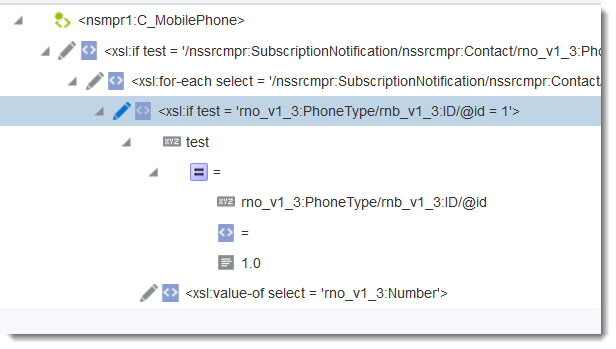 <nsmpr1:C_MobilePhone>
<xsl:if test = '/nssrcmpr:SubscriptionNotification/nssrcmpr:Contact/rno_v1_3:Pho
<xsl:for-each select = '/nssrcmpr:SubscriptionNotification/nssrcmpr:Contact
<xsl:if test = 'rno_v1_3:PhoneType/rnb_v1_3:ID/@id = 1'>
XYZ test
= =
XYZ rno_v1_3:PhoneType/rnb_v1_3:ID/@id
<> =
1.0
<xsl:value-of select = 'rno_v1_3:Number'>